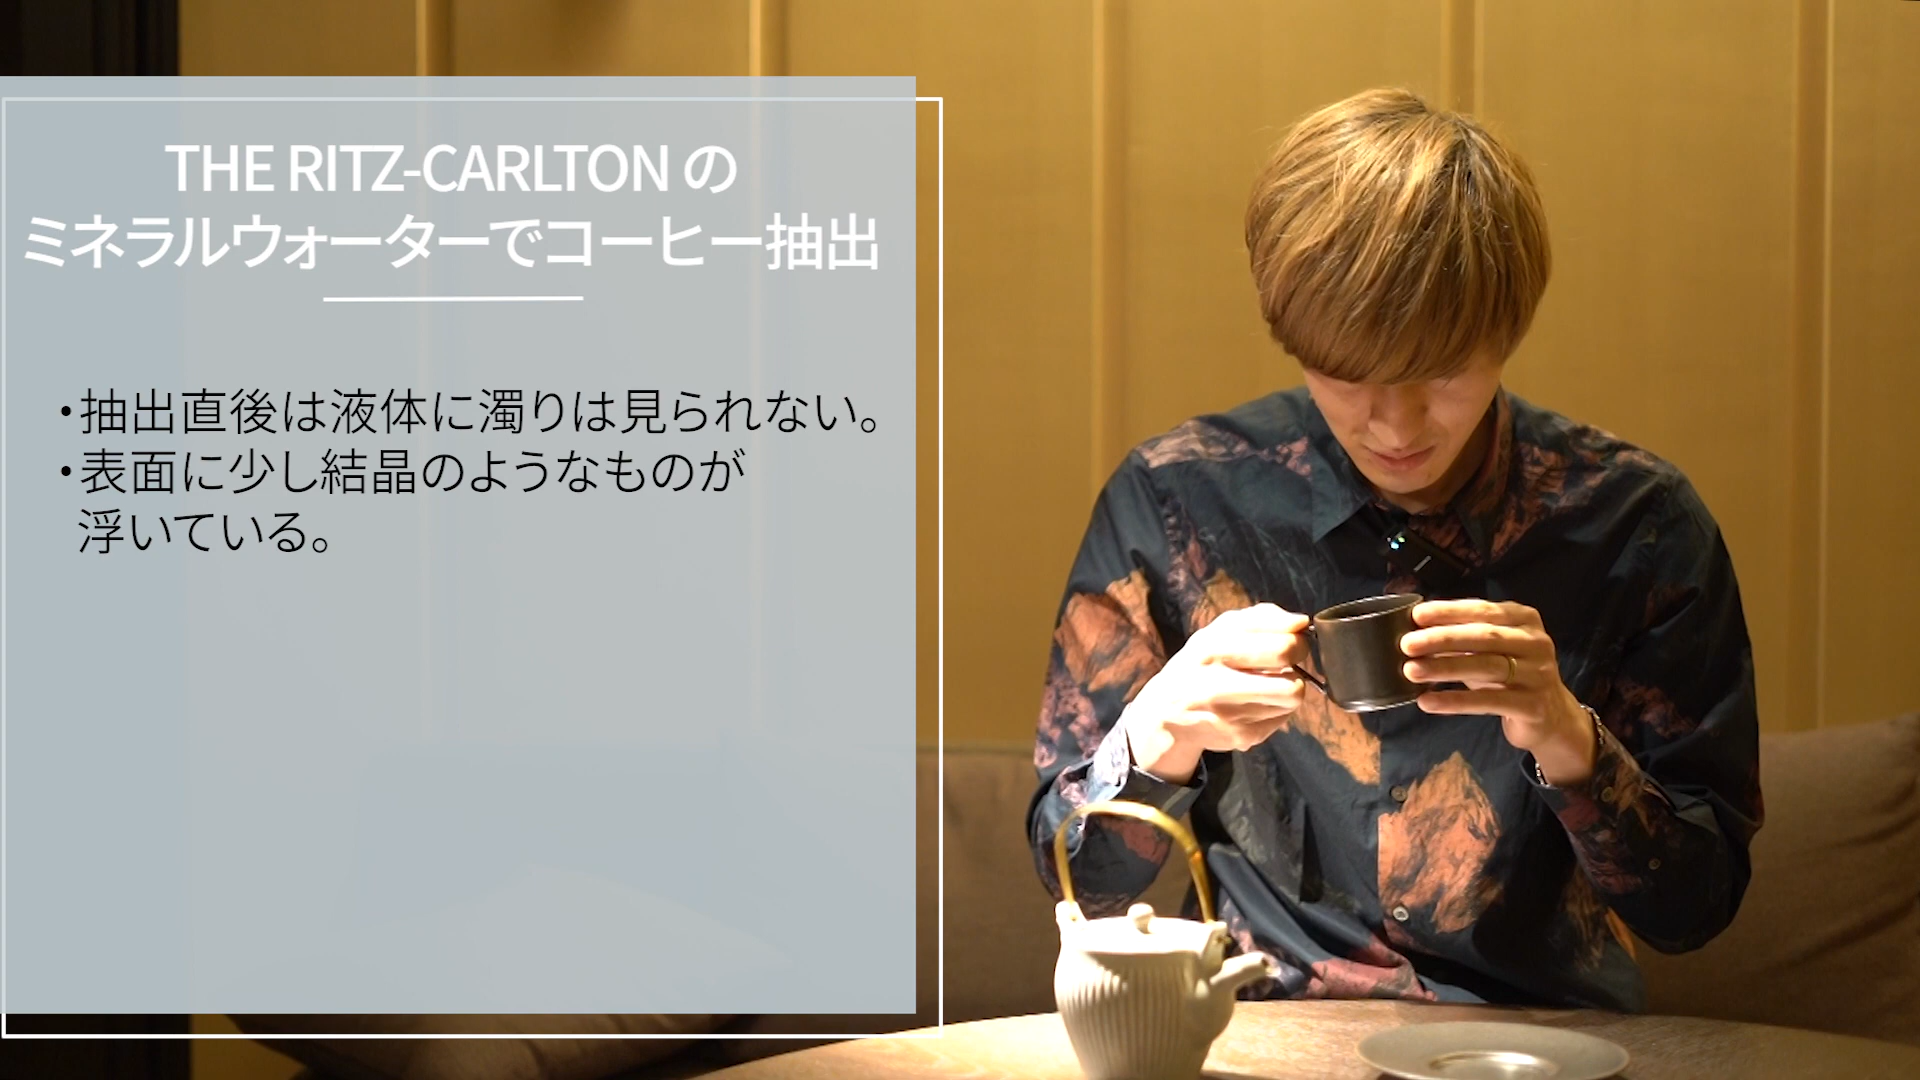 THE RITZ-CARLTON の
ミネラルウォーターでコーヒー抽出
・抽出直後は液体に濁りは見られない。
・表面に少し結晶のようなものが
浮いている。